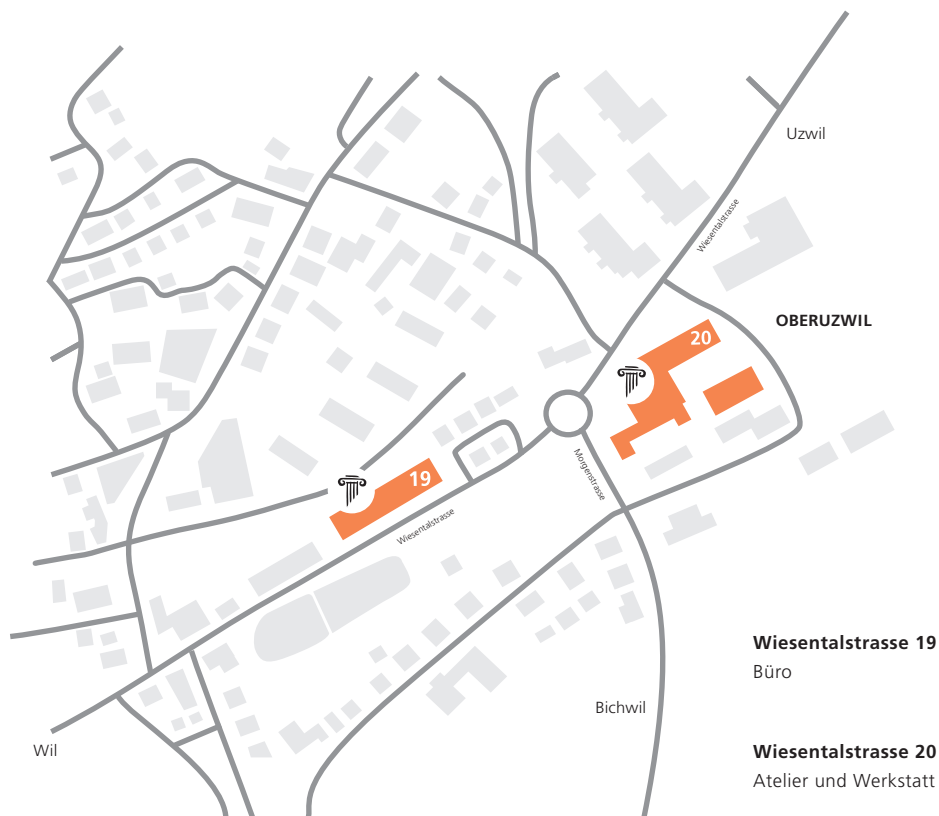 Uzwil
Wiesentalstrasse
OBERUZWIL
20
19
Morgenstrasse
Wiesentalstrasse
Wiesentalstrasse 19
Büro
Bichwil
Wil
Wiesentalstrasse 20
Atelier und Werkstatt